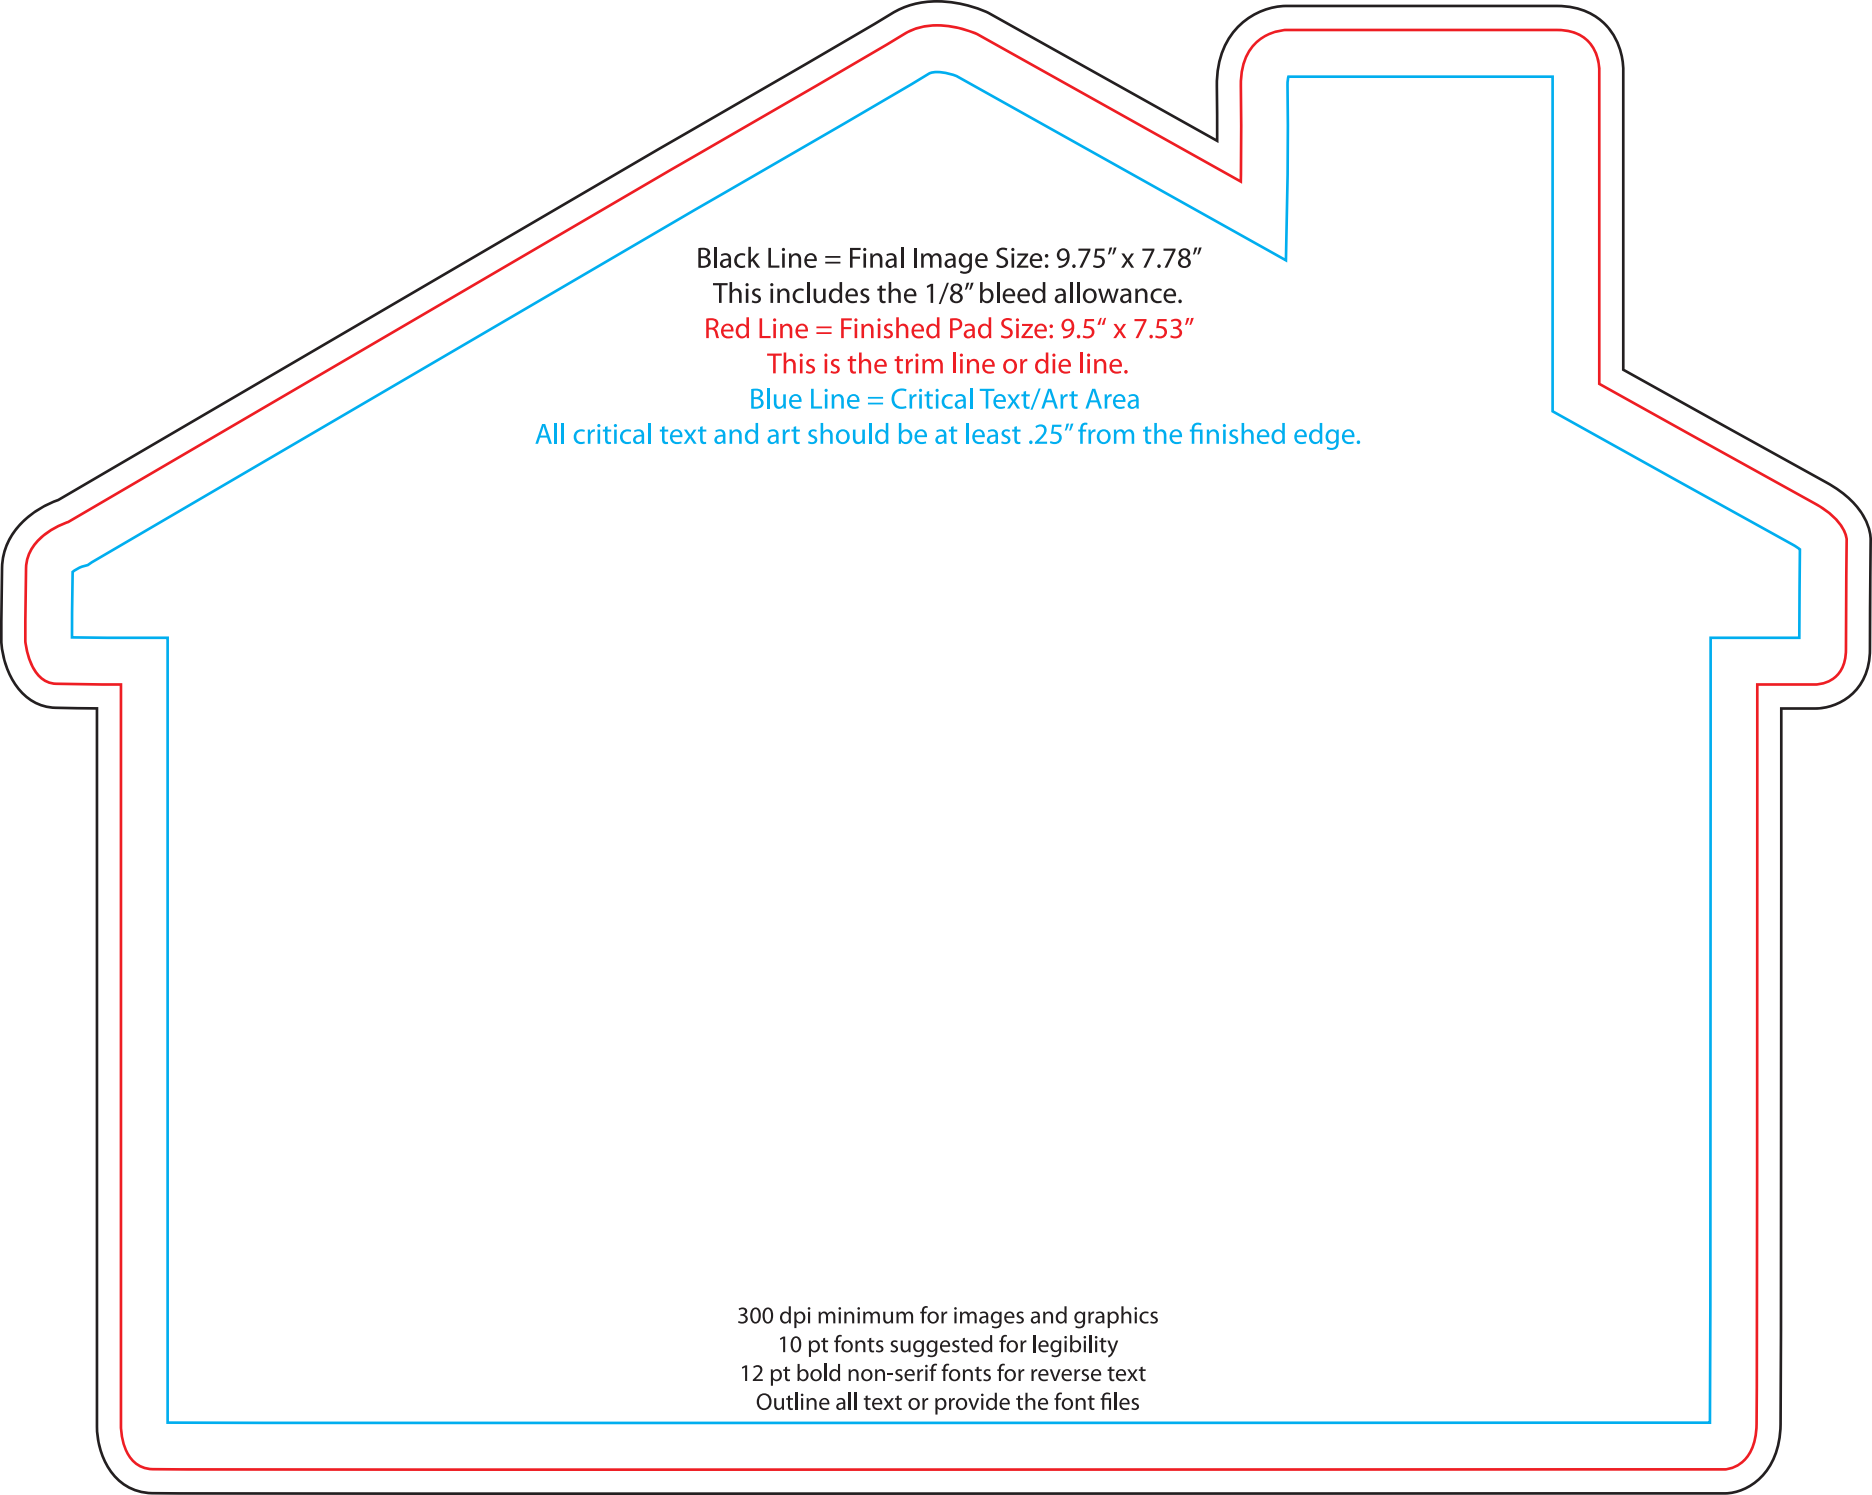 Black Line = Final Image Size: 9.75” x 7.78”
This includes the 1/8” bleed allowance.
Red Line = Finished Pad Size: 9.5“ x 7.53”
This is the trim line or die line.
Blue Line = Critical Text/Art Area
All critical text and art should be at least .25” from the finished edge.
300 dpi minimum for images and graphics
10 pt fonts suggested for legibility
12 pt bold non-serif fonts for reverse text
Outline all text or provide the font files